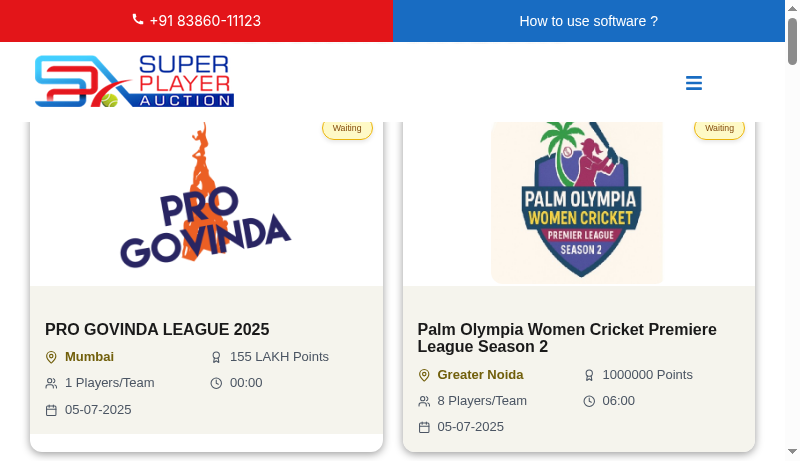 +91 83860-11123
How to use software ?
SUPER
PLAYER
AUCTION
Waiting
Waiting
PRO
GOVINDA
PALM OLYMPIA
WOMEN CRICKET
PREMIER LEAGUE
SEASON 2
PRO GOVINDA LEAGUE 2025
Mumbai
155 LAKH Points
1 Players/Team
00:00
05-07-2025
Palm Olympia Women Cricket Premiere
League Season 2
Greater Noida
1000000 Points
8 Players/Team
06:00
05-07-2025